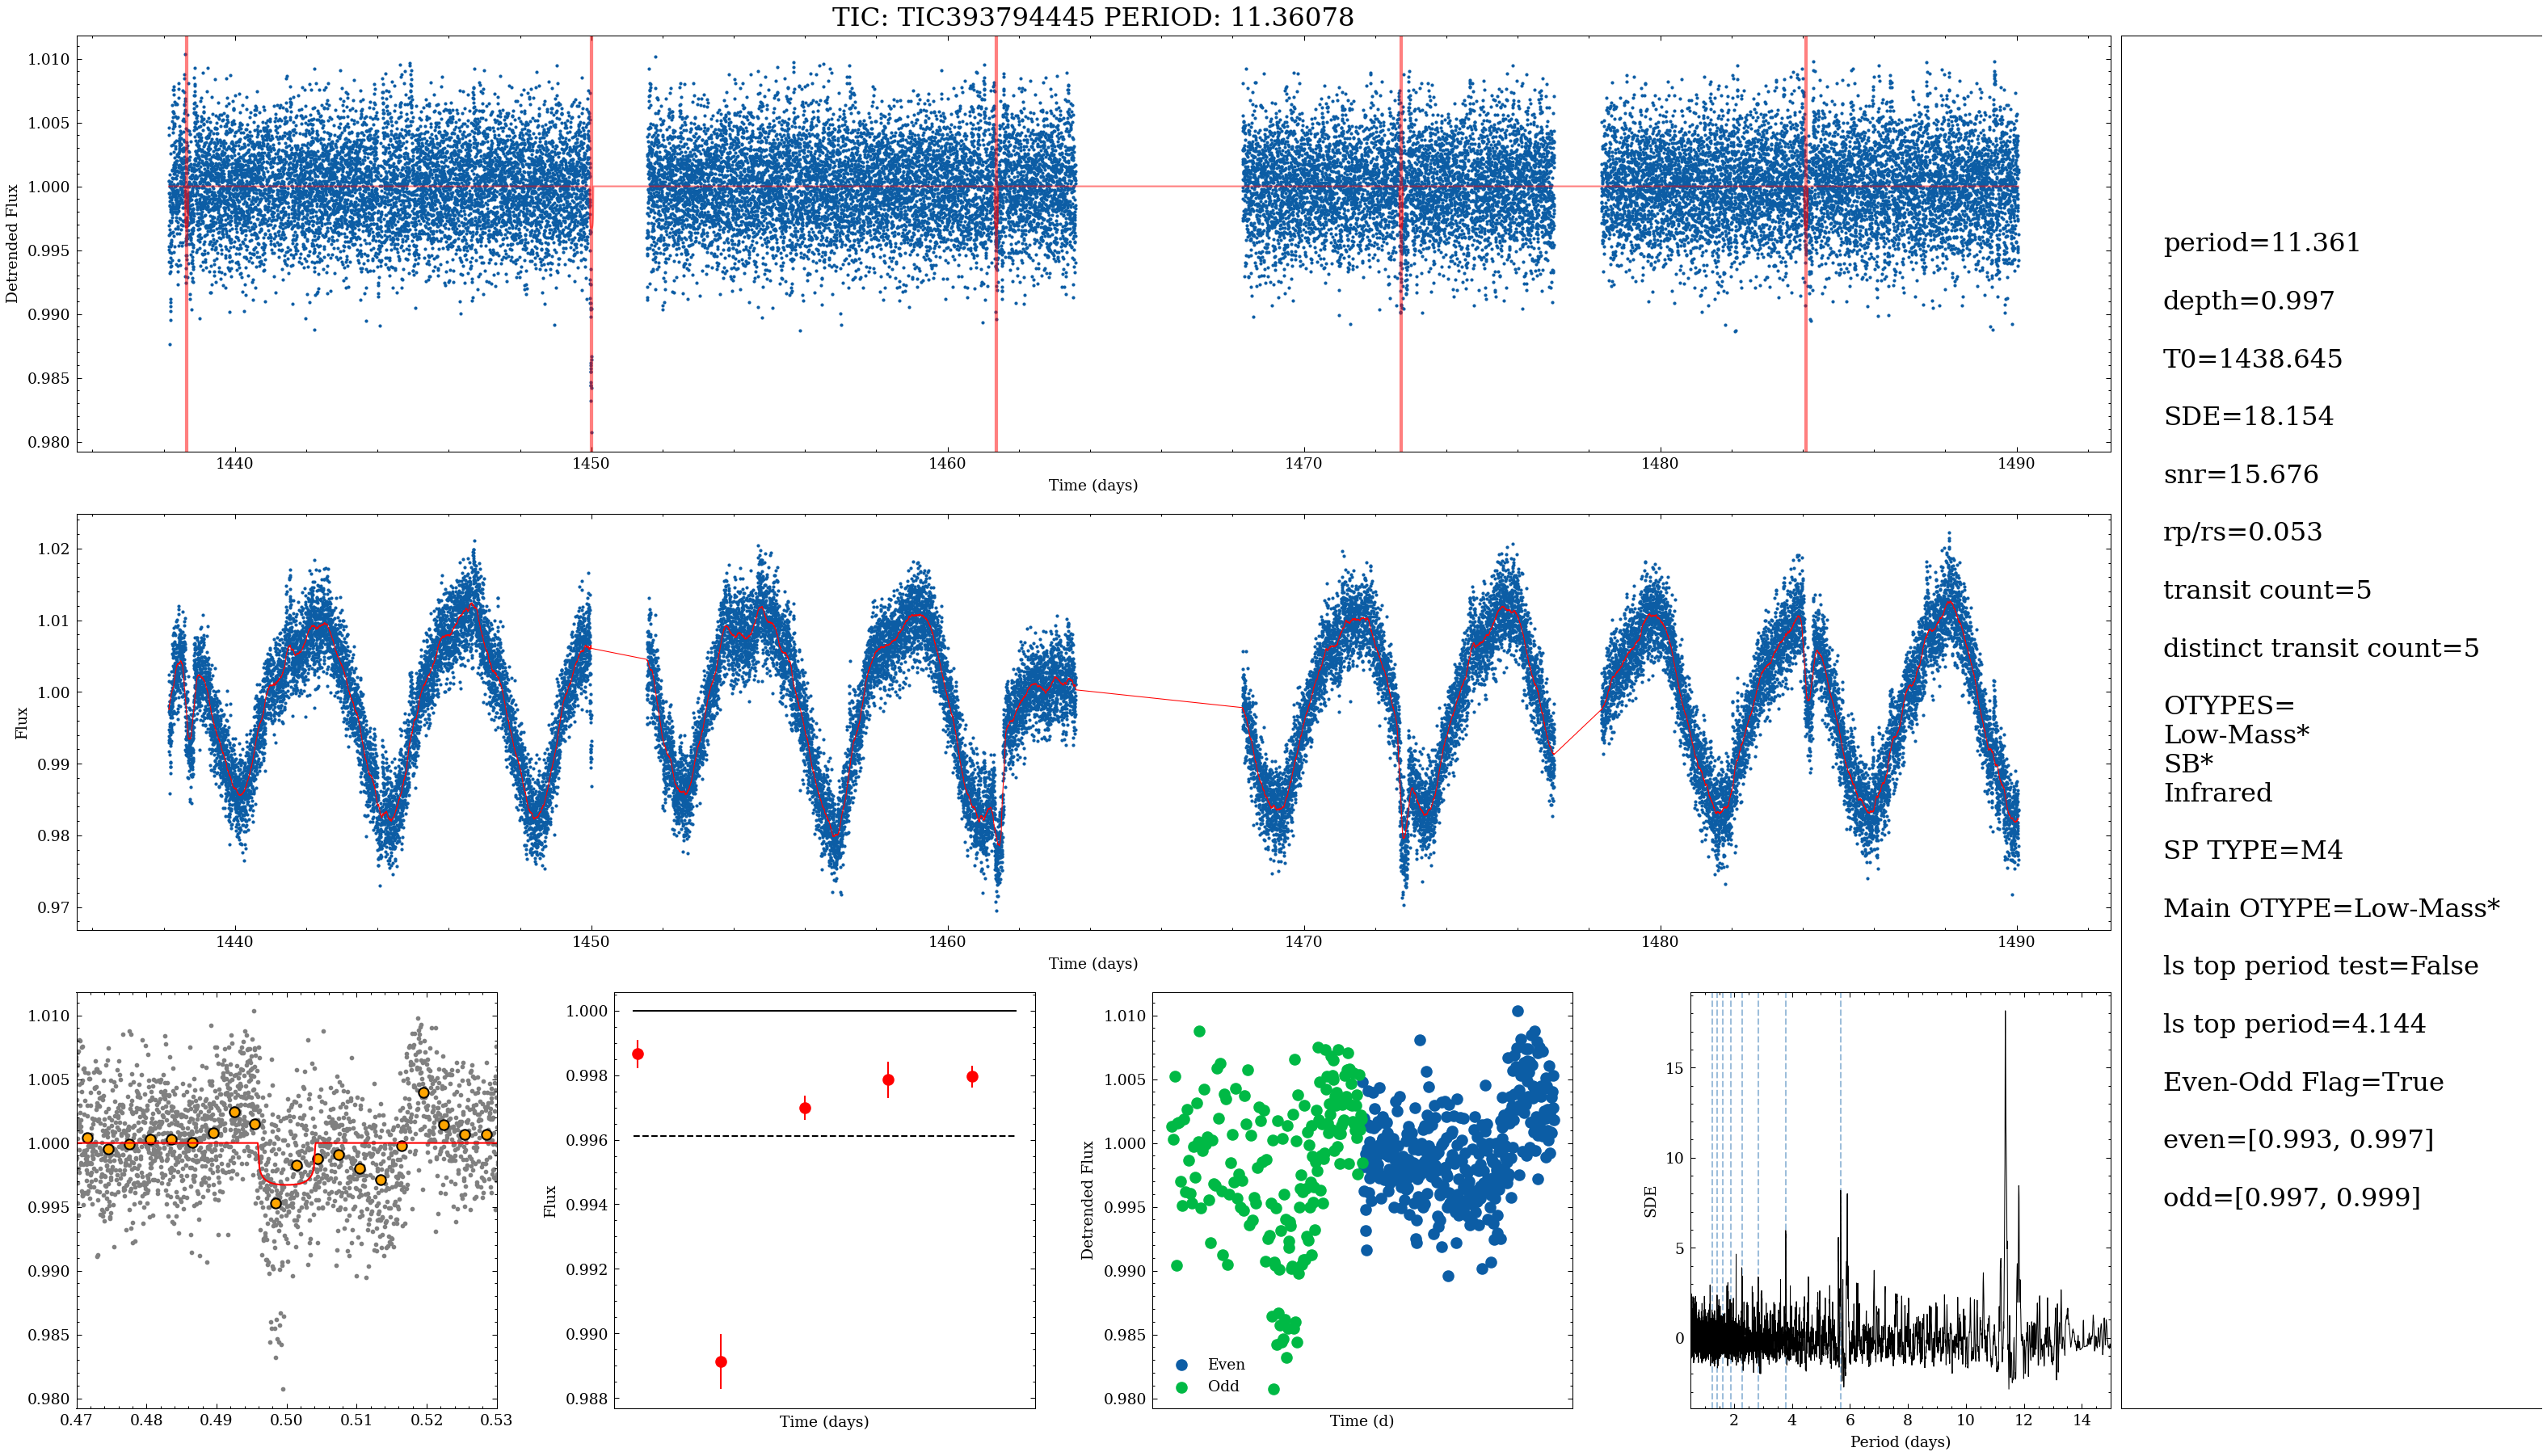 TIC: TIC393794445 PERIOD: 11.36078
1.010
1.005
1.000
0.995
0.990
0.985
0.980
Detrended Flux
1440
1450
1460
1470
1480
1490
Time (days)
1.02
1.01
1.00
0.99
0.98
0.97
Flux
1440
1450
1460
1470
1480
1490
Time (days)
1.010
1.005
1.000
0.995
0.990
0.985
0.980
0.47
0.48
0.49
0.50
0.51
0.52
0.53
1.000
0.998
0.996
0.994
0.992
0.990
0.988
Flux
Time (days)
1.010
1.005
1.000
0.995
0.990
0.985
0.980
Detrended Flux
Even
Odd
Time (d)
15
10
5
0
SDE
2
4
6
8
10
12
14
Period (days)
period=11.361
depth=0.997
T0=1438.645
SDE=18.154
snr=15.676
rp/rs=0.053
transit count=5
distinct transit count=5
OTYPES=
Low-Mass*
SB*
Infrared
SP TYPE=M4
Main OTYPE=Low-Mass*
ls top period test=False
ls top period=4.144
Even-Odd Flag=True
even=[0.993, 0.997]
odd=[0.997, 0.999]